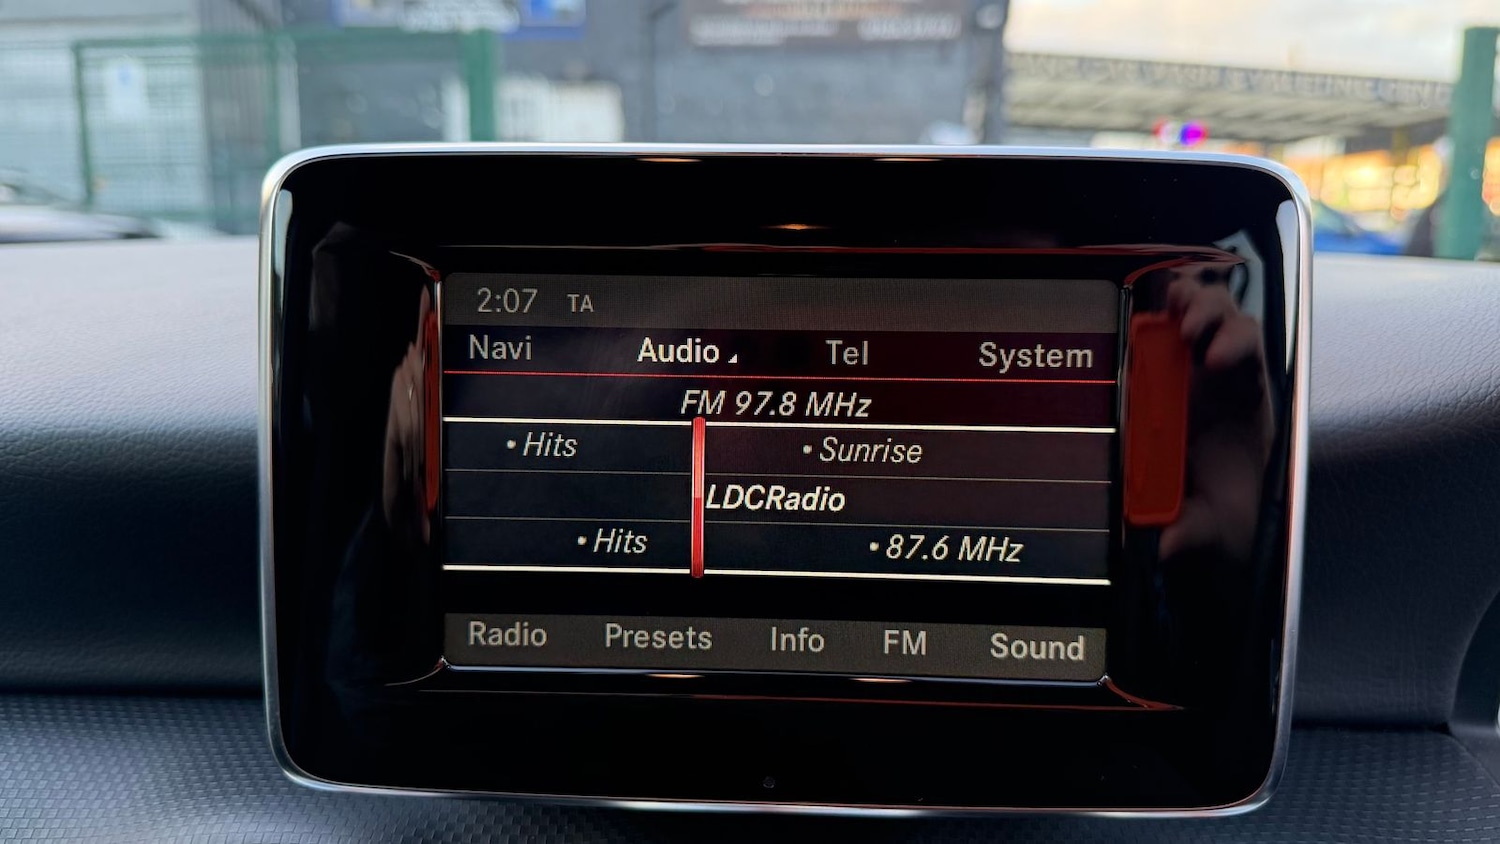 2:07 TA
Navi Audio Tel System
FM 97.8 MHz
• Hits • Sunrise
LDCRadio
• Hits • 87.6 MHz
Radio Presets Info FM Sound